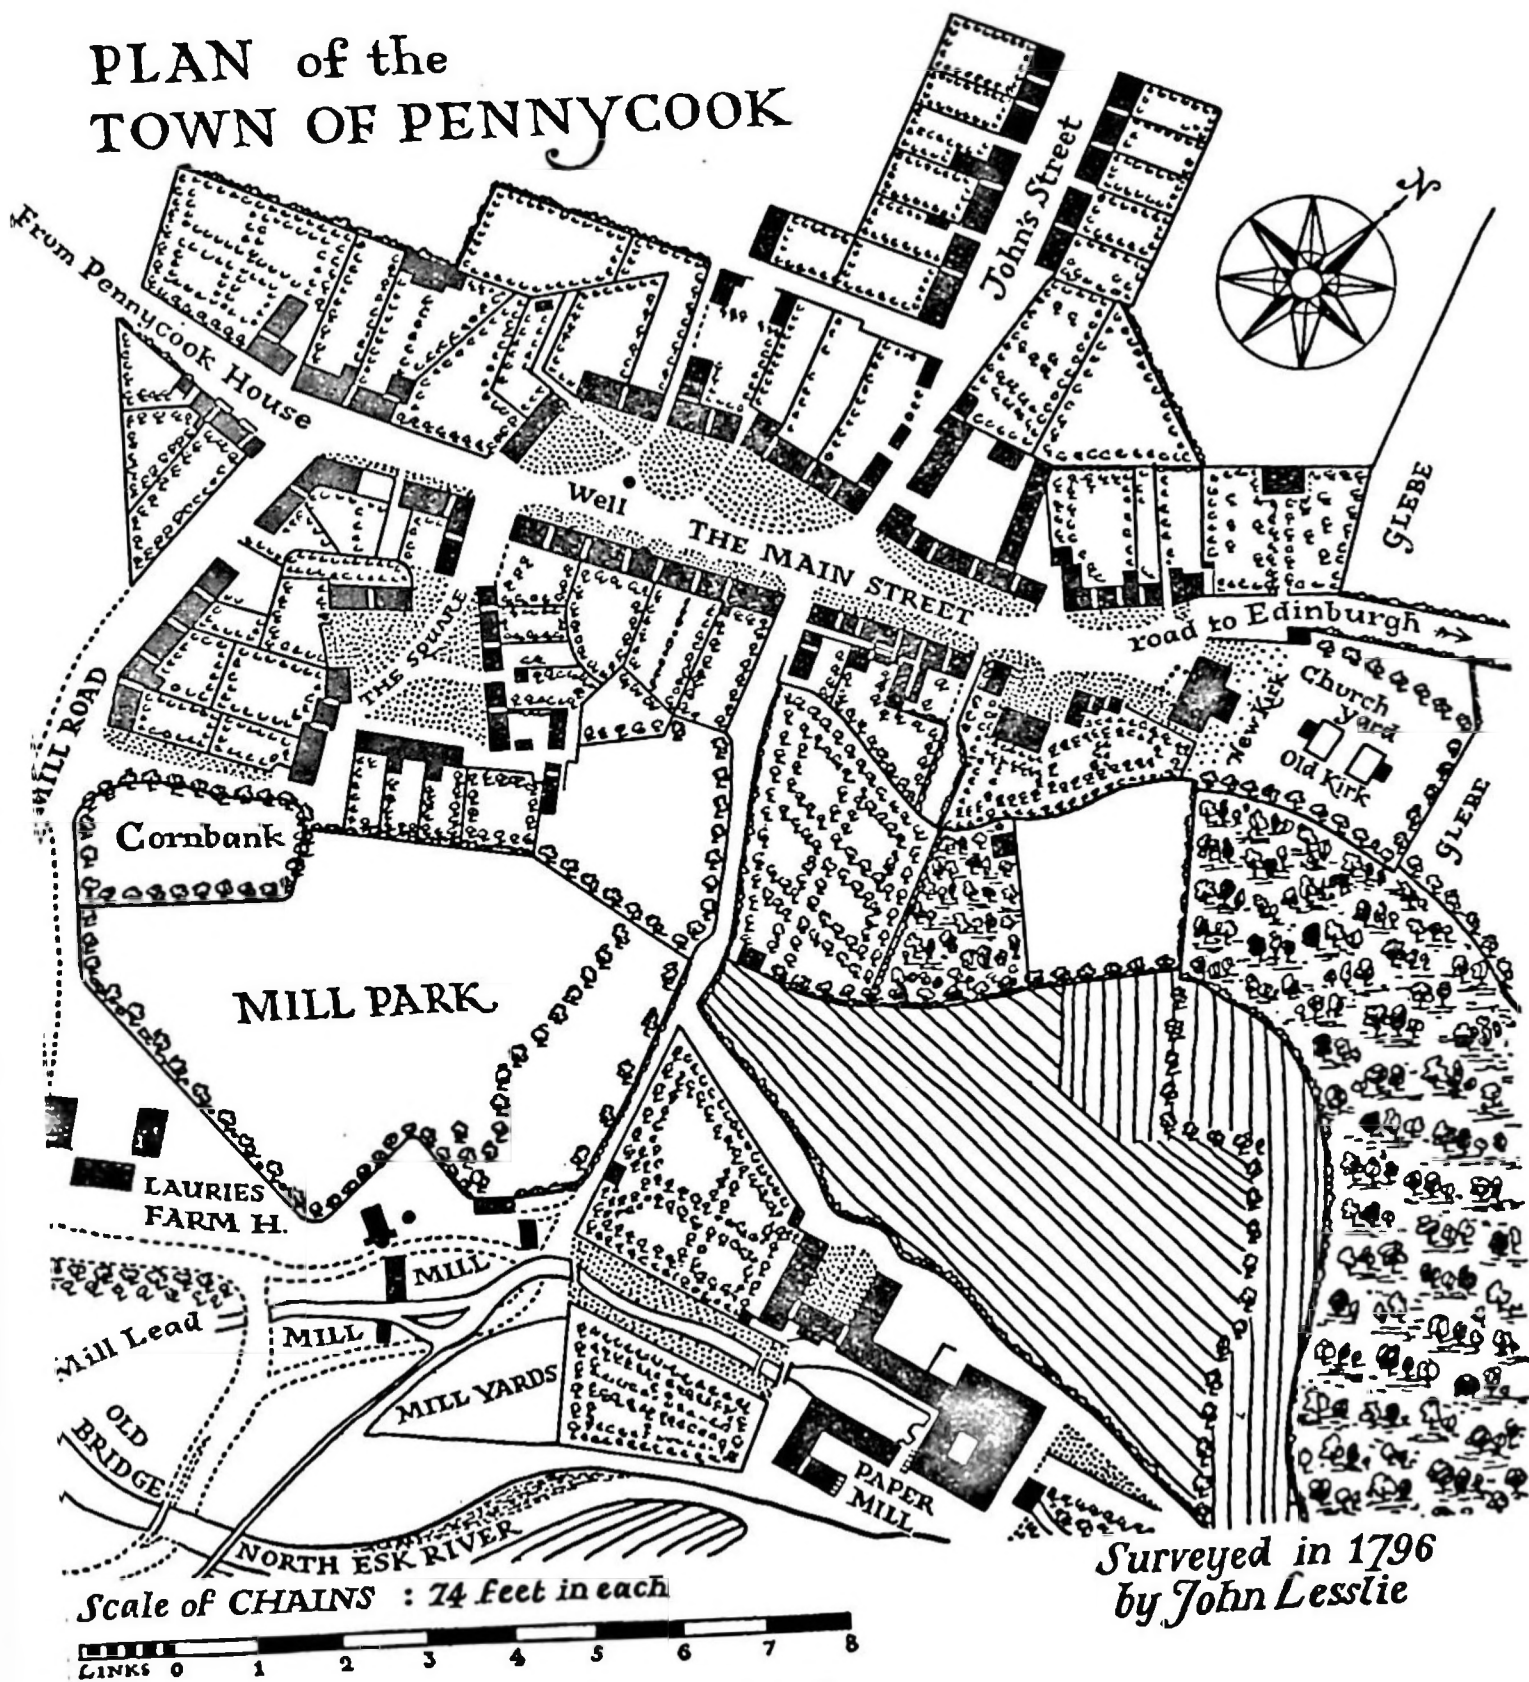 PLAN of the
TOWN OF PENNYCOOK
N
From Pennycook House
John's Street
GLEBE
Well
THE MAIN STREET
road to Edinburgh
THE SQUARE
MILL ROAD
Church
Yard
New Kirk
Old Kirk
GLEBE
Cornbank
MILL PARK
LAURIES
FARM H.
MILL
MILL
Mill Lead
MILL YARDS
OLD
BRIDGE
PAPER
MILL
NORTH ESK RIVER
Surveyed in 1796
by John Lesslie
Scale of CHAINS : 74 feet in each
LINKS 0 1 2 3 4 5 6 7 8